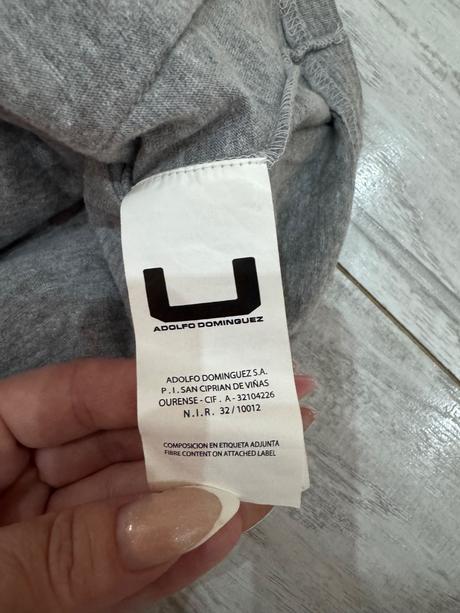 U
ADOLFO DOMINGUEZ
ADOLFO DOMINGUEZ S.A.
P.I. SAN CIPRIAN DE VIÑAS
OURENSE - CIF. A - 32104226
N.I.R. 32/10012
COMPOSICION EN ETIQUETA ADJUNTA
FIBRE CONTENT ON ATTACHED LABEL